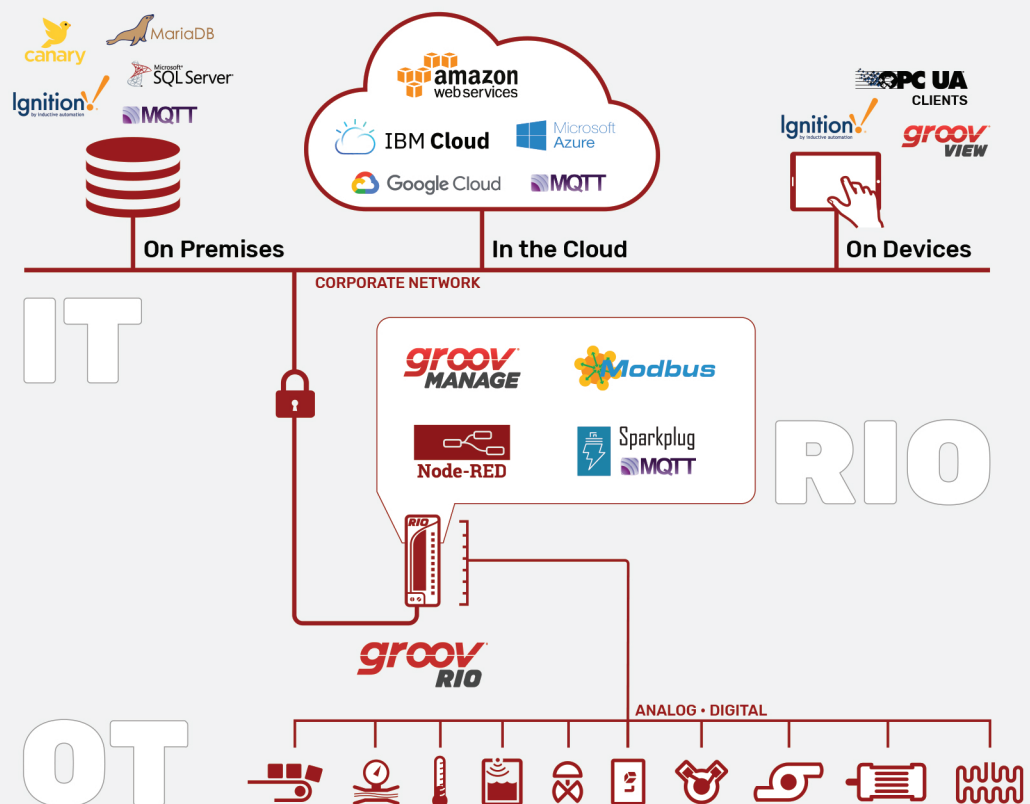 canary
MariaDB
Microsoft®
SQL Server®
Ignition!
by inductive automation
MQTT
amazon
web services
IBM Cloud
Microsoft
Azure
Google Cloud
MQTT
OPC UA
CLIENTS
Ignition!
by inductive automation
groov
VIEW
On Premises
In the Cloud
On Devices
CORPORATE NETWORK
IT
groov
MANAGE
Modbus
Node-RED
Sparkplug
MQTT
RIO
RIO
groov
RIO
ANALOG • DIGITAL
OT